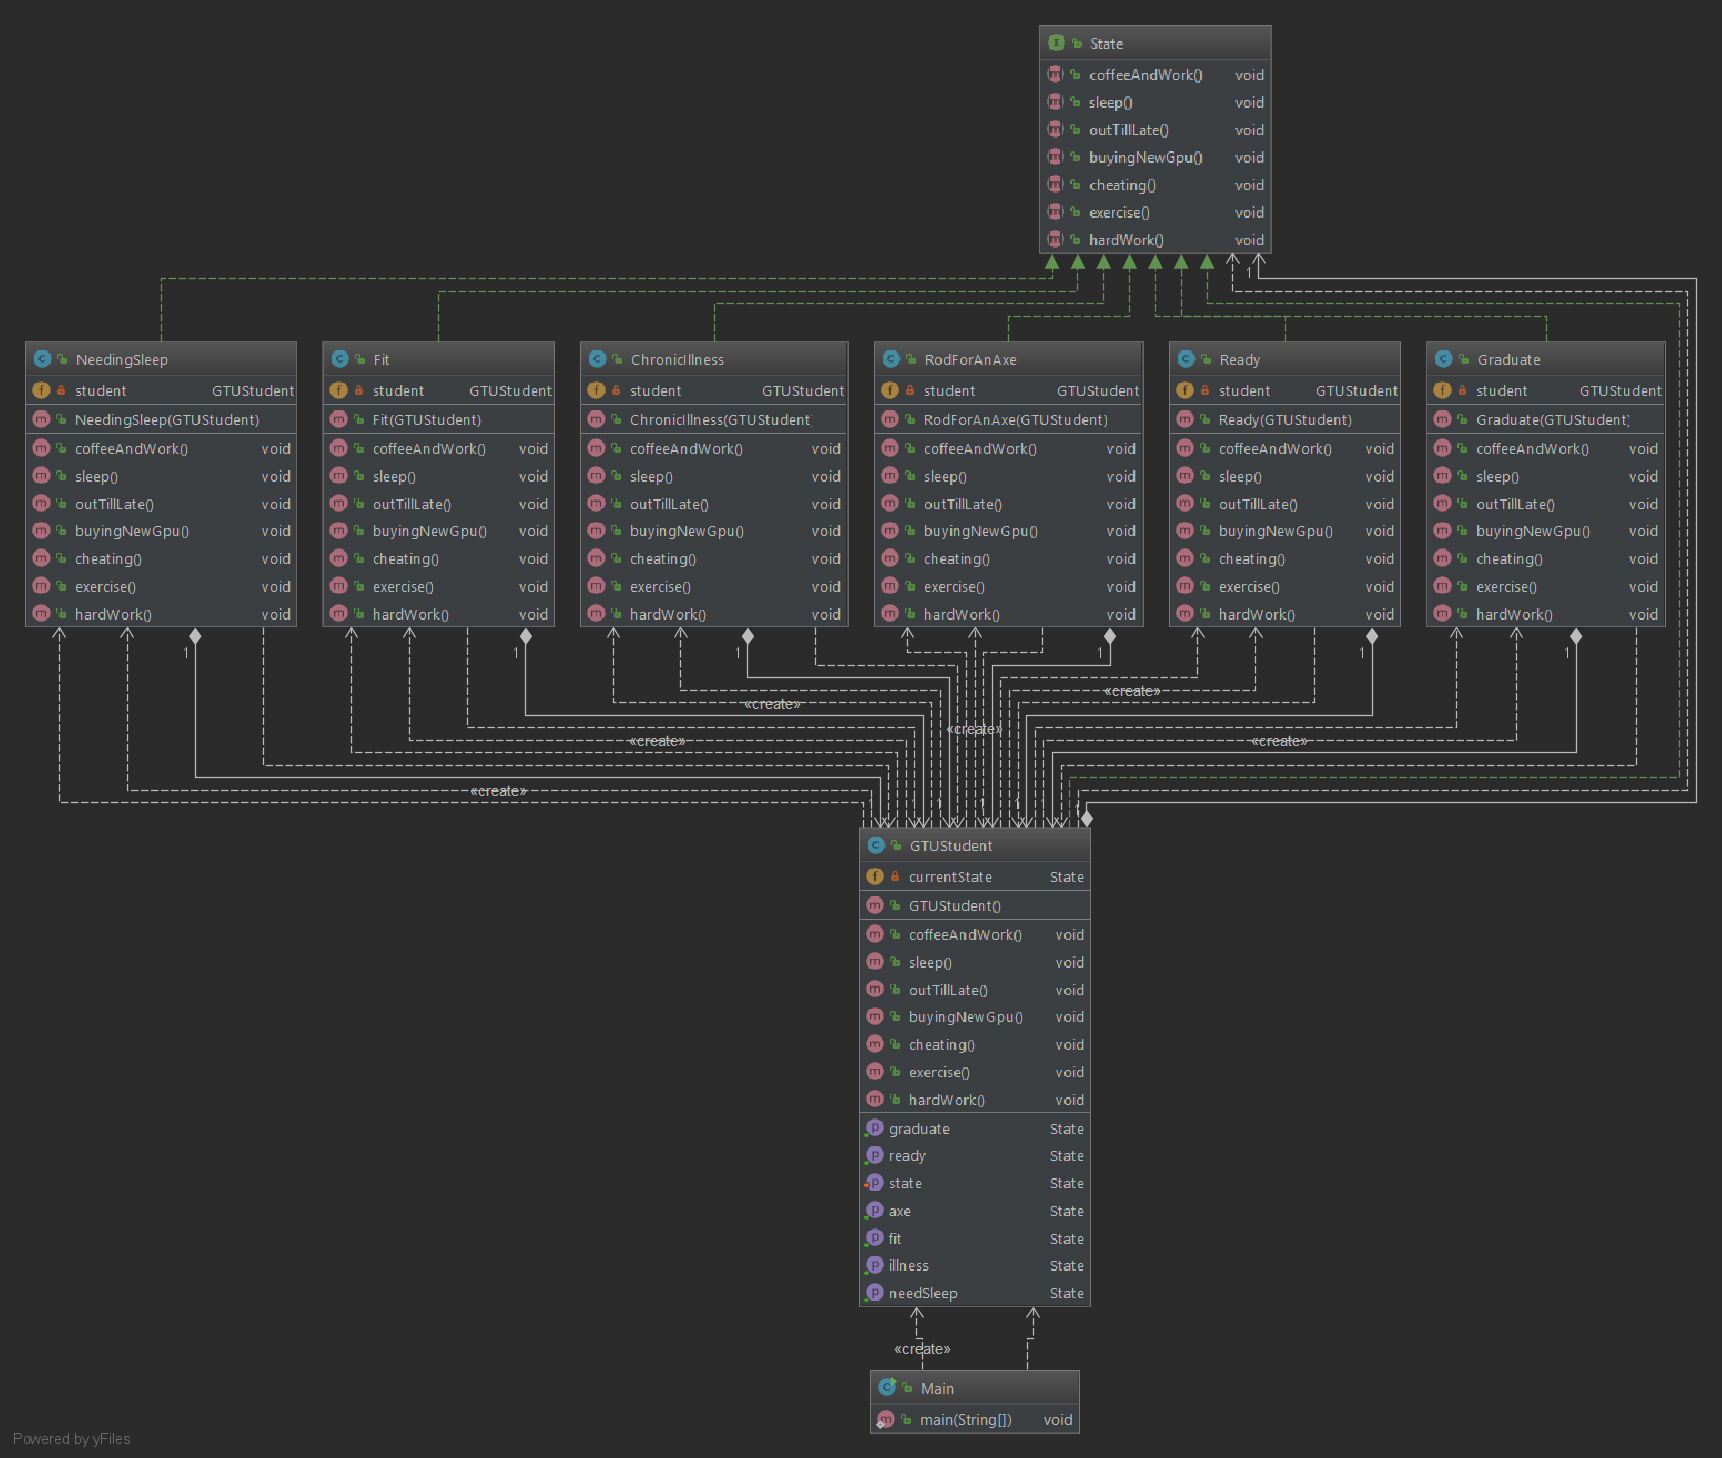 State
coffeeAndWork() void
sleep() void
outTillLate() void
buyingNewGpu() void
cheating() void
exercise() void
hardWork() void
1
NeedingSleep
student GTUStudent
NeedingSleep(GTUStudent)
coffeeAndWork() void
sleep() void
outTillLate() void
buyingNewGpu() void
cheating() void
exercise() void
hardWork() void
1
Fit
student GTUStudent
Fit(GTUStudent)
coffeeAndWork() void
sleep() void
outTillLate() void
buyingNewGpu() void
cheating() void
exercise() void
hardWork() void
1
ChronicIllness
student GTUStudent
ChronicIllness(GTUStudent)
coffeeAndWork() void
sleep() void
outTillLate() void
buyingNewGpu() void
cheating() void
exercise() void
hardWork() void
1
RodForAnAxe
student GTUStudent
RodForAnAxe(GTUStudent)
coffeeAndWork() void
sleep() void
outTillLate() void
buyingNewGpu() void
cheating() void
exercise() void
hardWork() void
1
Ready
student GTUStudent
Ready(GTUStudent)
coffeeAndWork() void
sleep() void
outTillLate() void
buyingNewGpu() void
cheating() void
exercise() void
hardWork() void
1
Graduate
student GTUStudent
Graduate(GTUStudent)
coffeeAndWork() void
sleep() void
outTillLate() void
buyingNewGpu() void
cheating() void
exercise() void
hardWork() void
1
«create»
«create»
«create»
«create»
«create»
«create»
GTUStudent
currentState State
GTUStudent()
coffeeAndWork() void
sleep() void
outTillLate() void
buyingNewGpu() void
cheating() void
exercise() void
hardWork() void
graduate State
ready State
state State
axe State
fit State
illness State
needSleep State
«create»
Main
main(String[]) void
Powered by yFiles